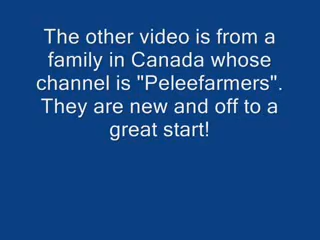 The other video is from a
family in Canada whose
channel is "Peleefarmers".
They are new and off to a
great start!